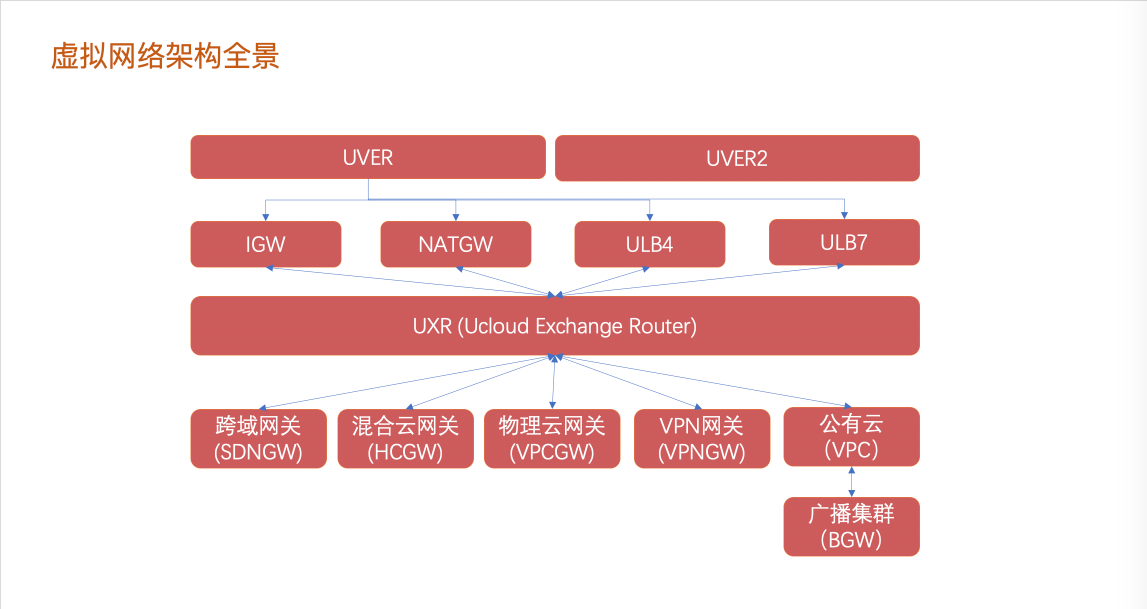 虚拟网络架构全景
UVER
UVER2
IGW
NATGW
ULB4
ULB7
UXR (Ucloud Exchange Router)
跨域网关
(SDNGW)
混合云网关
(HCGW)
物理云网关
(VPCGW)
VPN网关
(VPNGW)
公有云
（VPC）
广播集群
（BGW）